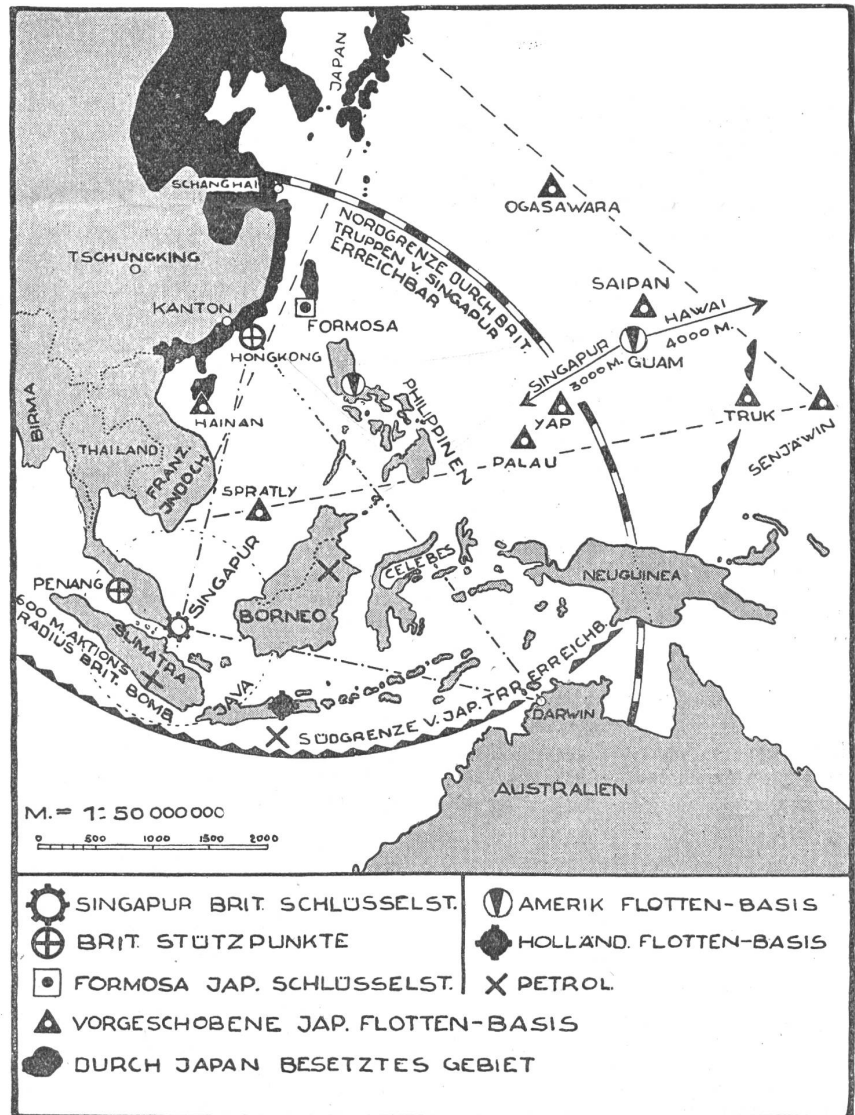 JAPAN
SCHANGHAI
OGASAWARA
NORDGRENZE DURCH BRIT.
TRUPPEN V. SINGAPUR
ERREICHBAR
TSCHUNGKING
SAIPAN
KANTON
HAWAI
4000 M.
FORMOSA
HONGKONG
SINGAPUR
3000 M.
GUAM
BIRMA
HAINAN
PHILIPPINEN
YAP
TRUK
THAILAND
PALAU
SENJAWIN
FRANZ.
INDOCH.
SPRATLY
PENANG
SINGAPUR
CELEBES
NEUGUINEA
BORNEO
600 M. AKTIONS
RADIUS BRIT. BOMB.
SUMATRA
JAVA
SÜDGRENZE V. JAP. TRP. ERREICHB.
DARWIN
AUSTRALIEN
M. = 1:50 000 000
0 500 1000 1200 2000
SINGAPUR BRIT. SCHLÜSSELST.
BRIT. STÜTZPUNKTE
FORMOSA JAP. SCHLÜSSELST.
VORGESCHOBENE JAP. FLOTTEN-BASIS
DURCH JAPAN BESETZTES GEBIET
AMERIK FLOTTEN-BASIS
HOLLÄND. FLOTTEN-BASIS
PETROL.